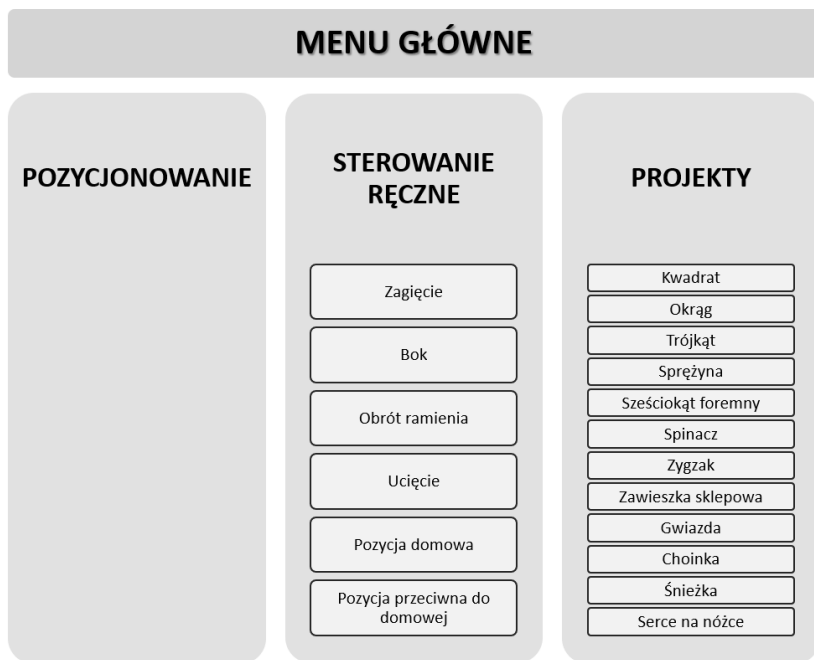 MENU GŁÓWNE
POZYCJONOWANIE
STEROWANIE
RĘCZNE
Zagięcie
Bok
Obrót ramienia
Ucięcie
Pozycja domowa
Pozycja przeciwna do
domowej
PROJEKTY
Kwadrat
Okrąg
Trójkąt
Sprężyna
Sześciokąt foremny
Spinacz
Zygzak
Zawieszka sklepowa
Gwiazda
Choinka
Śnieżka
Serce na nóżce